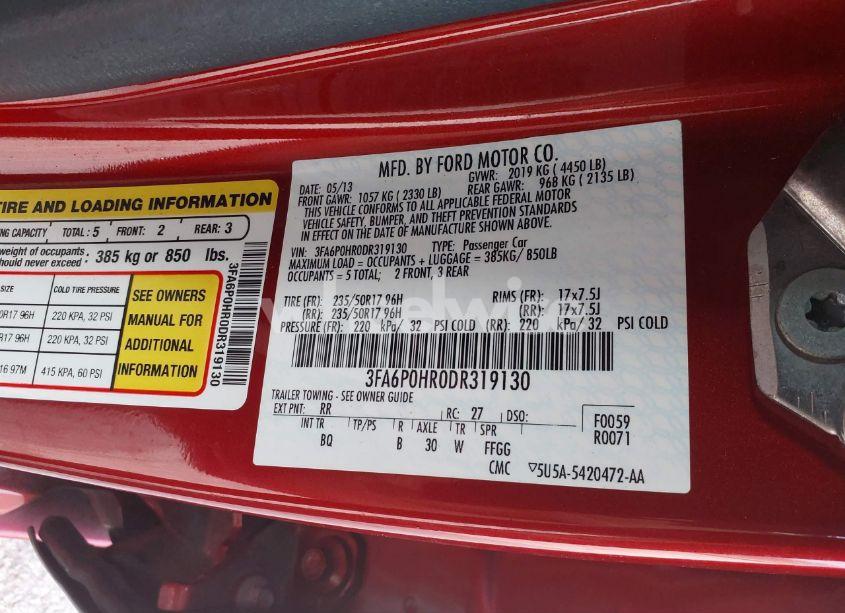 TIRE AND LOADING INFORMATION
CAPACITY TOTAL: 5 FRONT: 2 REAR: 3
weight of occupants
should never exceed 385 kg or 850 lbs.
SIZE COLD TIRE PRESSURE
R17 96H 220 KPA, 32 PSI
R17 96H 220 KPA, 32 PSI
16 97M 415 KPA, 60 PSI
SEE OWNERS
MANUAL FOR
ADDITIONAL
INFORMATION
3FA6P0HR0DR319130
MFD. BY FORD MOTOR CO.
DATE: 05/13 GVWR: 2019 KG ( 4450 LB)
FRONT GAWR: 1057 KG ( 2330 LB) REAR GAWR: 968 KG ( 2135 LB)
THIS VEHICLE CONFORMS TO ALL APPLICABLE FEDERAL MOTOR
VEHICLE SAFETY, BUMPER, AND THEFT PREVENTION STANDARDS
IN EFFECT ON THE DATE OF MANUFACTURE SHOWN ABOVE.
VIN: 3FA6P0HR0DR319130 TYPE: Passenger Car
MAXIMUM LOAD = OCCUPANTS + LUGGAGE = 385KG/ 850LB
OCCUPANTS = 5 TOTAL; 2 FRONT, 3 REAR
TIRE (FR): 235/50R17 96H RIMS (FR): 17x7.5J
(RR): 235/50R17 96H (RR): 17x7.5J
PRESSURE (FR): 220 kPa/ 32 PSI COLD (RR): 220 kPa/32 PSI COLD
3FA6P0HR0DR319130
TRAILER TOWING - SEE OWNER GUIDE
EXT PNT: RR RC: 27 DSO:
INT TR TP/PS R AXLE TR SPR
BQ B 30 W FFGG
F0059
R0071
CMC ▽5U5A-5420472-AA